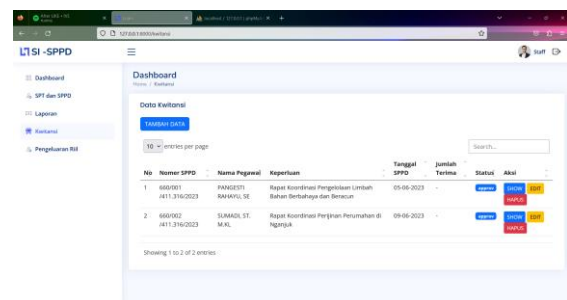 127.0.0.1:8000/kwitansi
SI -SPPD
Staff
Dashboard
SPT dan SPPD
Laporan
Kwitansi
Pengeluaran Riil
Dashboard
Home / Kwitansi
Data Kwitansi
TAMBAH DATA
10 entries per page
Search...
No Nomer SPPD Nama Pegawai Keperluan Tanggal SPPD Jumlah Terima Status Aksi
1 660/001 /411.316/2023 PANGESTI RAHAYU, SE Rapat Koordinasi Pengelolaan Limbah Bahan Berbahaya dan Beracun 05-06-2023 - approv SHOW EDIT HAPUS
2 660/002 /411.316/2023 SUMADI, ST. M.KL Rapat Koordinasi Perijinan Perumahan di Nganjuk 09-06-2023 - approv SHOW EDIT HAPUS
Showing 1 to 2 of 2 entries